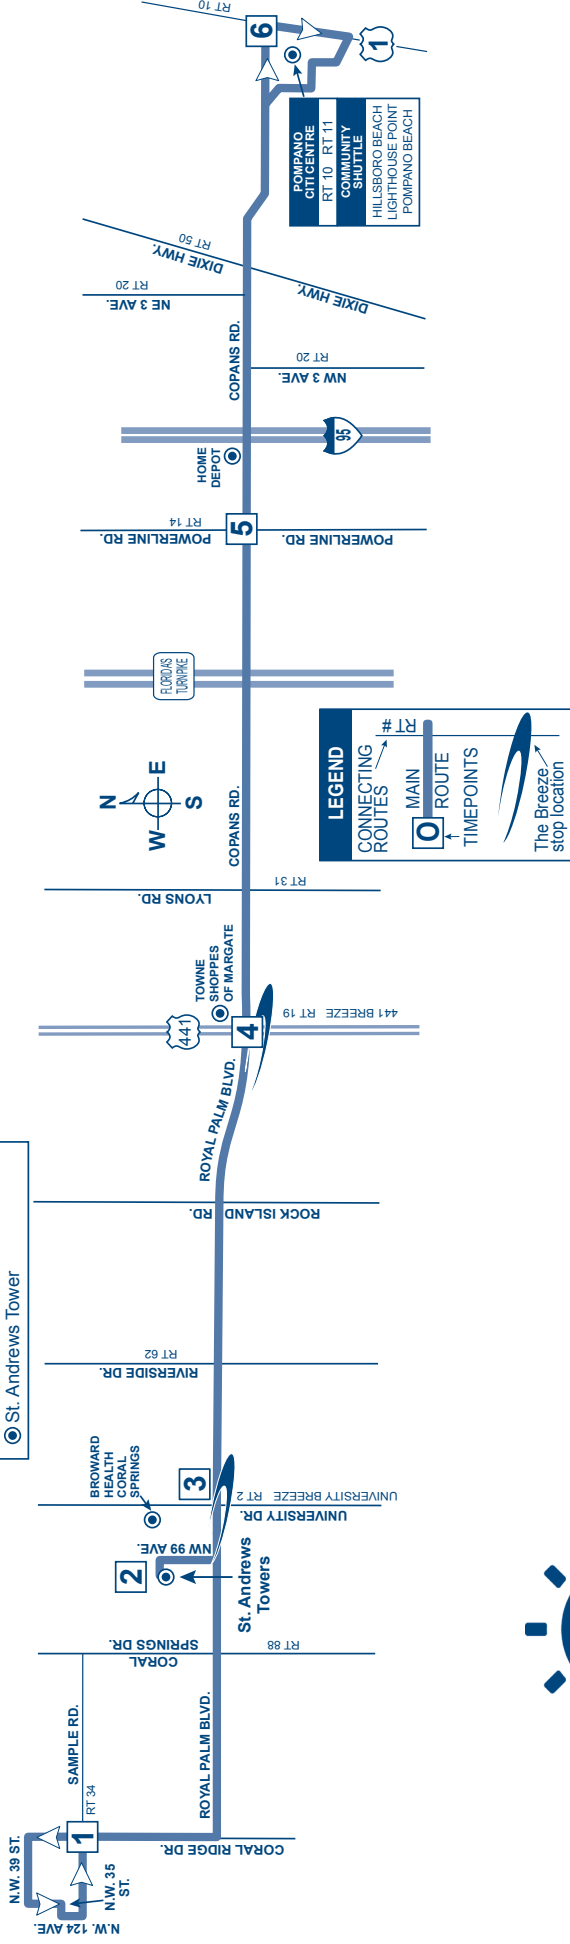 St. Andrews Tower
N.W. 39 ST.
N.W. 35
ST.
N.W. 124 AVE.
1
SAMPLE RD.
RT 34
CORAL RIDGE DR.
ROYAL PALM BLVD.
CORAL
SPRINGS DR.
RT 88
2
St. Andrews
Towers
NW 99 AVE.
BROWARD
HEALTH
CORAL
SPRINGS
3
UNIVERSITY DR.
UNIVERSITY BREEZE RT 2
RIVERSIDE DR.
RT 62
ROCK ISLAND RD.
ROYAL PALM BLVD.
441
4
TOWNE
SHOPPES
OF MARGATE
441 BREEZE RT 19
LYONS RD.
RT 31
COPANS RD.
N
W E
S
FLORIDA'S
TURNPIKE
POWERLINE RD.
RT 14
5
POWERLINE RD.
HOME
DEPOT
95
COPANS RD.
NW 3 AVE.
RT 20
NE 3 AVE.
RT 20
DIXIE HWY.
RT 50
DIXIE HWY.
6
RT 10
1
POMPANO
CITI CENTRE
RT 10 RT 11
COMMUNITY
SHUTTLE
HILLSBORO BEACH
LIGHTHOUSE POINT
POMPANO BEACH
LEGEND
CONNECTING
ROUTES
RT #
MAIN
ROUTE
O
TIMEPOINTS
The Breeze
stop location